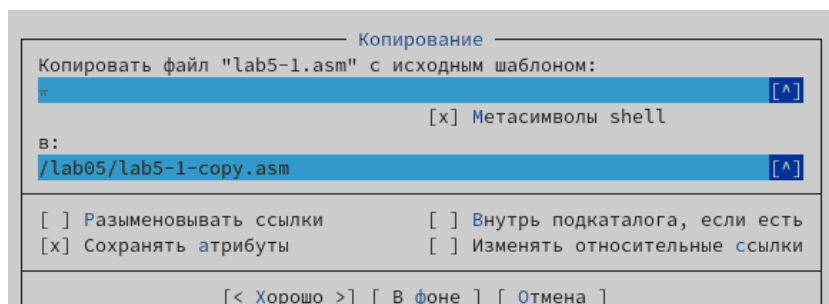 Копирование
Копировать файл "lab5-1.asm" с исходным шаблоном:
* [^]
[x] Метасимволы shell
в:
/lab05/lab5-1-copy.asm [^]
[ ] Разыменовывать ссылки [ ] Внутрь подкаталога, если есть
[x] Сохранять атрибуты [ ] Изменять относительные ссылки
[< Хорошо >] [ В фоне ] [ Отмена ]